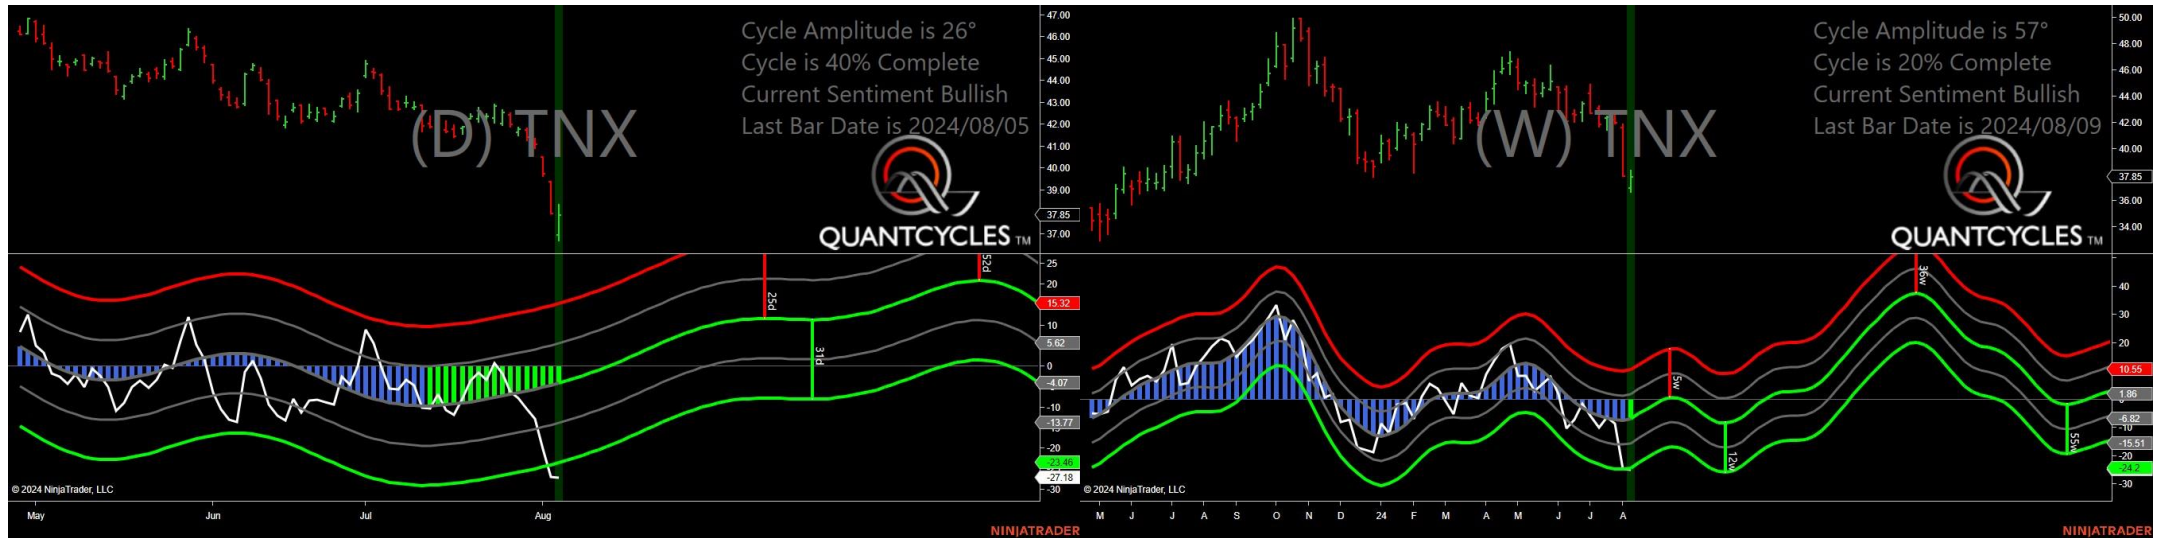 Cycle Amplitude is 26°
Cycle is 40% Complete
Current Sentiment Bullish
Last Bar Date is 2024/08/05
(D) TNX
QUANTCYCLES TM
47.00
46.00
45.00
44.00
43.00
42.00
41.00
40.00
39.00
37.85
37.00
52d
25d
31d
25
20
15.32
10
5.62
0
-4.07
-10
-13.77
-20
-23.46
-27.18
-30
© 2024 NinjaTrader, LLC
May
Jun
Jul
Aug
NINJATRADER
Cycle Amplitude is 57°
Cycle is 20% Complete
Current Sentiment Bullish
Last Bar Date is 2024/08/09
(W) TNX
QUANTCYCLES TM
50.00
48.00
46.00
44.00
42.00
40.00
37.85
36.00
34.00
36w
5w
12w
55w
40
30
20
10.55
1.86
-6.82
-10
-15.51
-20
-24.2
-30
© 2024 NinjaTrader, LLC
M
J
J
A
S
O
N
D
24
F
M
A
M
J
J
A
NINJATRADER